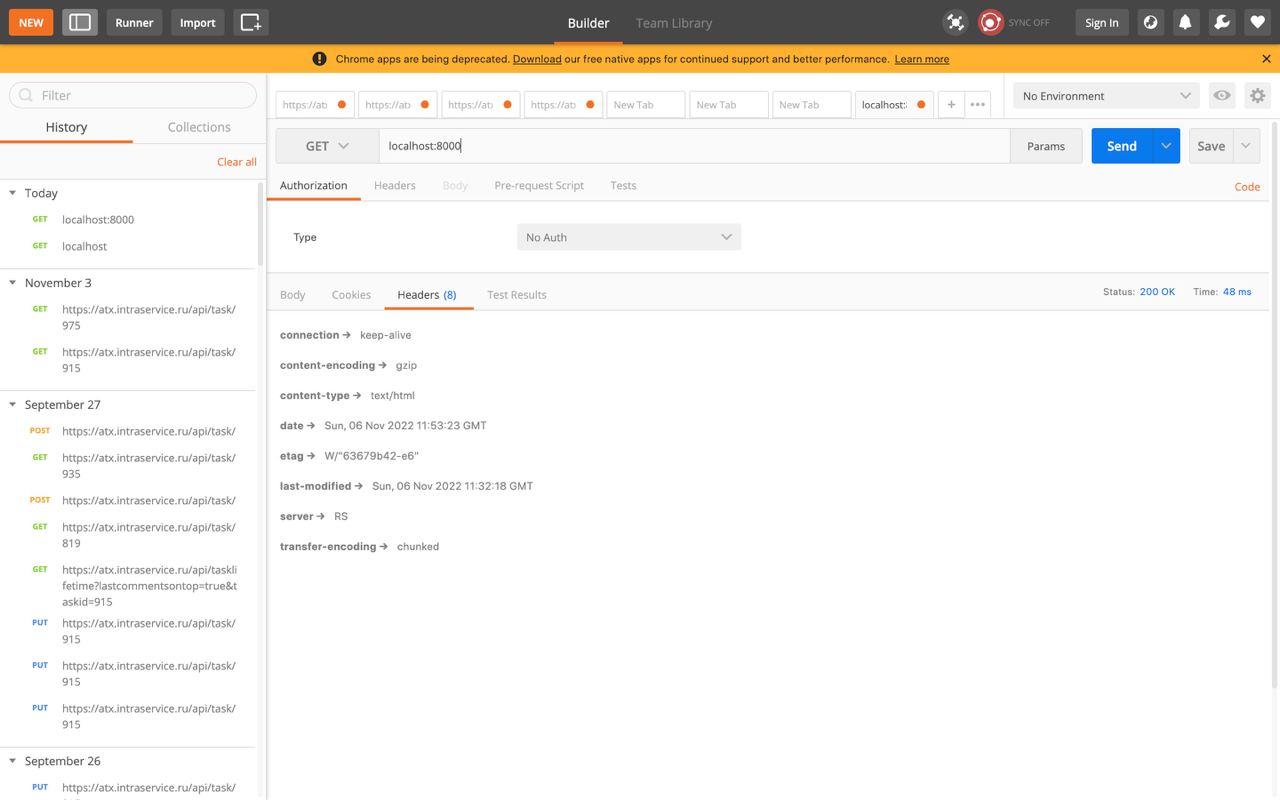 NEW Runner Import Builder Team Library SYNC OFF Sign In
Chrome apps are being deprecated. Download our free native apps for continued support and better performance. Learn more
Filter
History Collections
Clear all
Today
GET localhost:8000
GET localhost
November 3
GET https://atx.intraservice.ru/api/task/
975
GET https://atx.intraservice.ru/api/task/
915
September 27
POST https://atx.intraservice.ru/api/task/
GET https://atx.intraservice.ru/api/task/
935
POST https://atx.intraservice.ru/api/task/
GET https://atx.intraservice.ru/api/task/
819
GET https://atx.intraservice.ru/api/taskli
fetime?lastcommentsontop=true&t
askid=915
PUT https://atx.intraservice.ru/api/task/
915
PUT https://atx.intraservice.ru/api/task/
915
PUT https://atx.intraservice.ru/api/task/
915
September 26
PUT https://atx.intraservice.ru/api/task/
https://at https://at https://at https://at New Tab New Tab New Tab localhost: + •••
No Environment
GET localhost:8000 Params Send Save
Authorization Headers Body Pre-request Script Tests Code
Type No Auth
Body Cookies Headers (8) Test Results Status: 200 OK Time: 48 ms
connection → keep-alive
content-encoding → gzip
content-type → text/html
date → Sun, 06 Nov 2022 11:53:23 GMT
etag → W/"63679b42-e6"
last-modified → Sun, 06 Nov 2022 11:32:18 GMT
server → RS
transfer-encoding → chunked